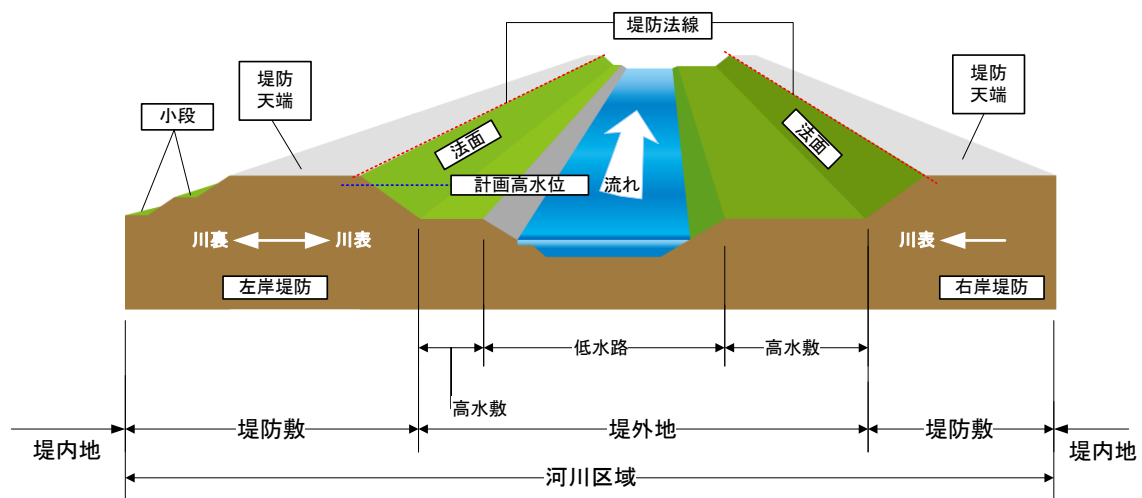 堤防法線
堤防
天端
堤防
天端
小段
法面
法面
計画高水位
流れ
川裏
川表
川表
左岸堤防
右岸堤防
低水路
高水敷
高水敷
堤防敷
堤外地
堤防敷
堤内地
堤内地
河川区域